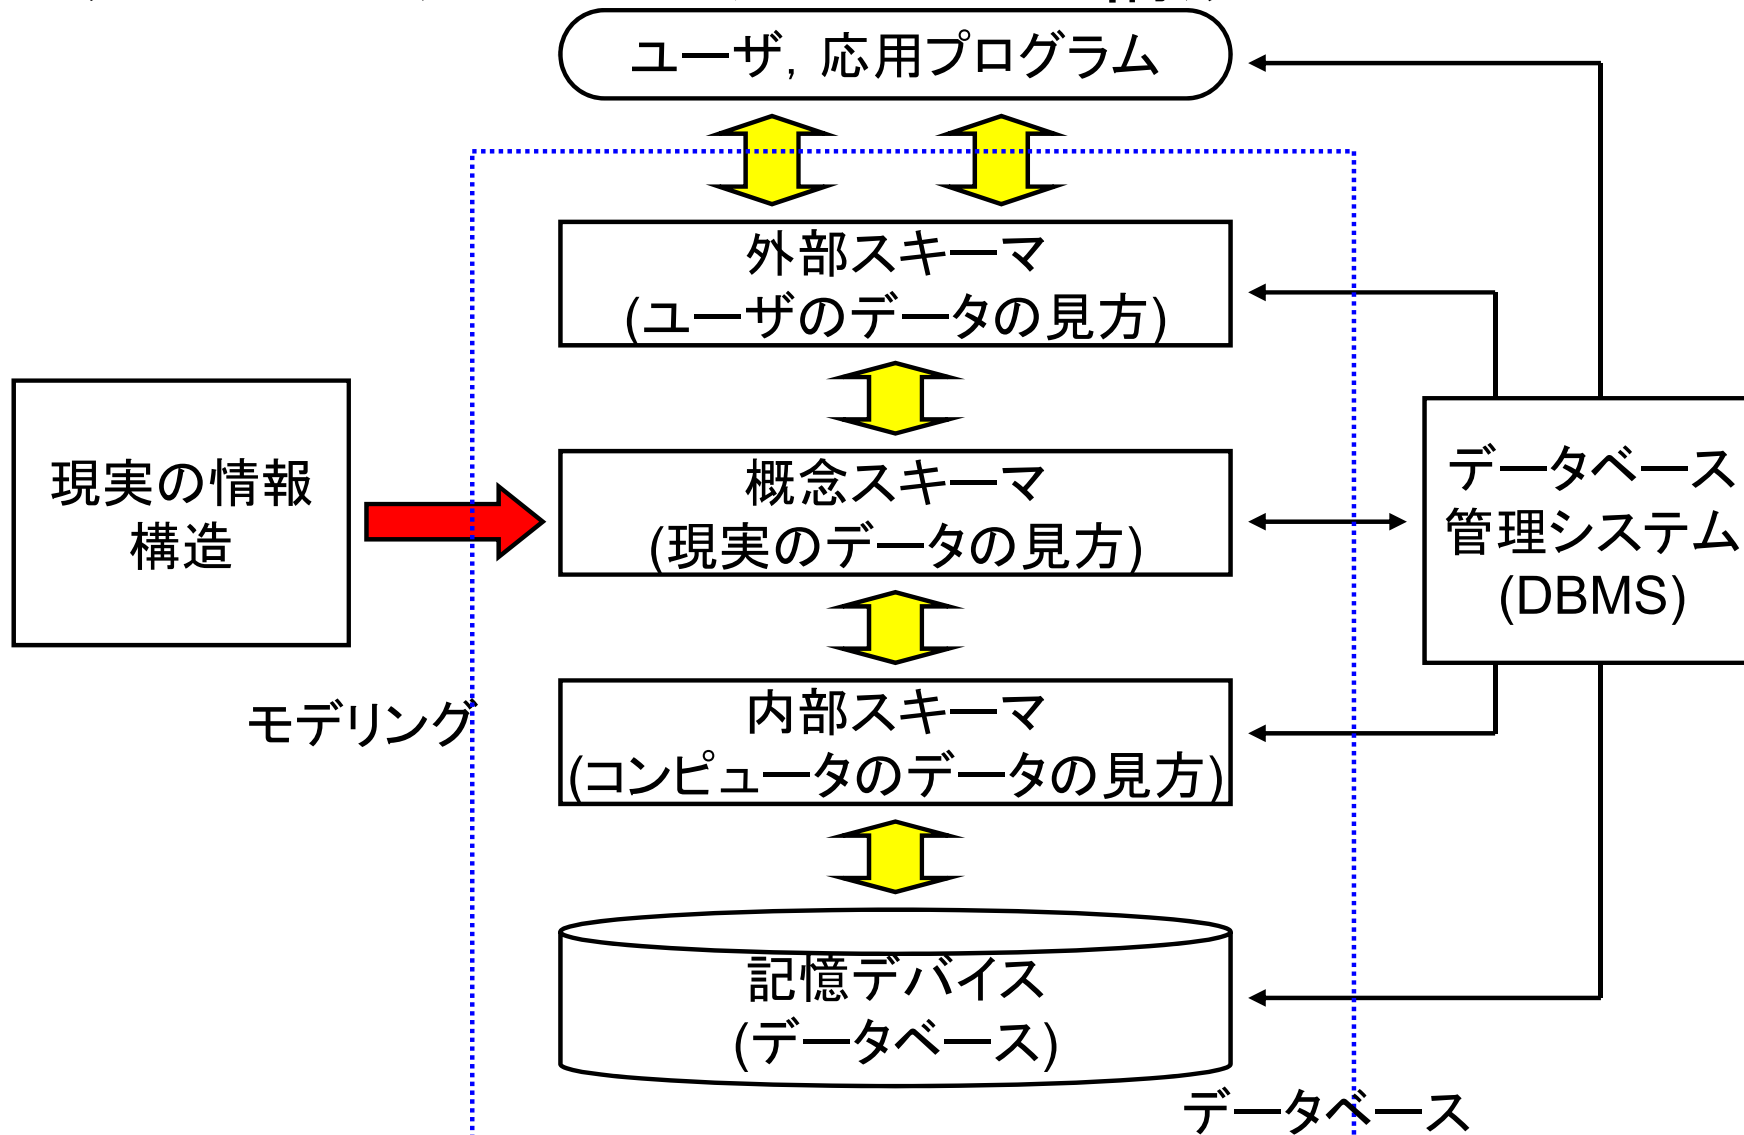 ユーザ, 応用プログラム
外部スキーマ
(ユーザのデータの見方)
現実の情報
構造
概念スキーマ
(現実のデータの見方)
データベース
管理システム
(DBMS)
モデリング
内部スキーマ
(コンピュータのデータの見方)
記憶デバイス
(データベース)
データベース